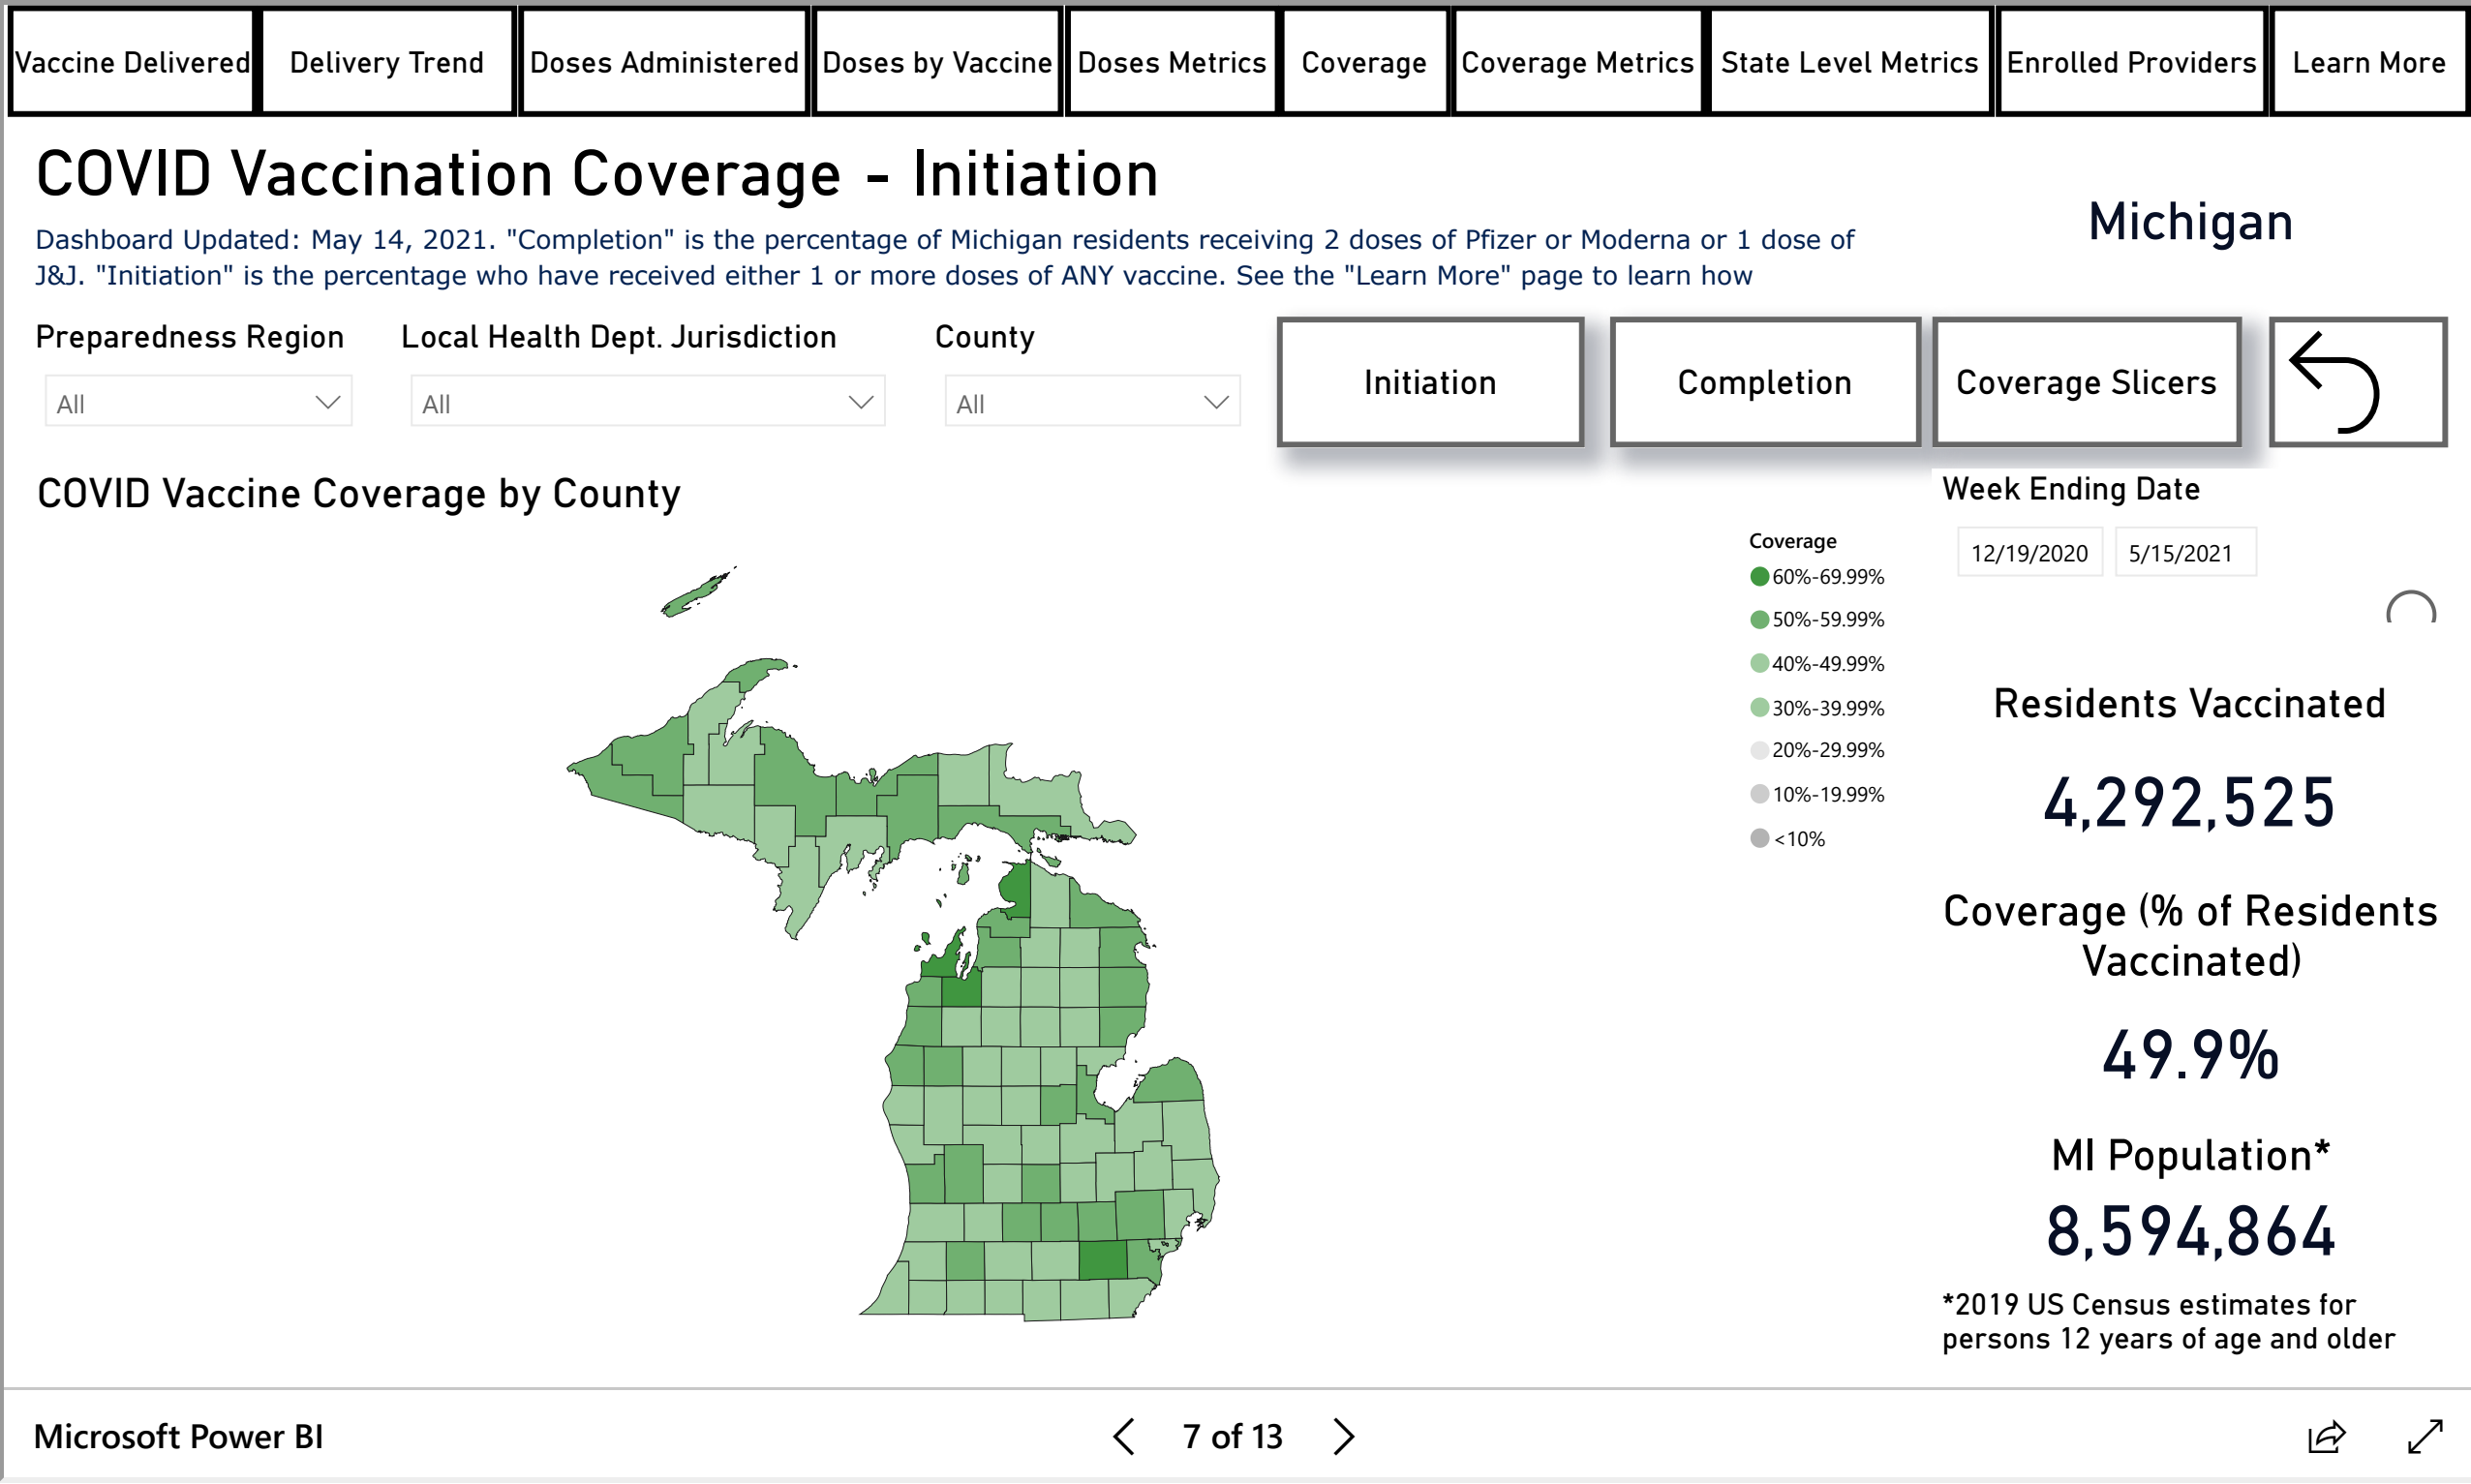 Vaccine Delivered
Delivery Trend
Doses Administered
Doses by Vaccine
Doses Metrics
Coverage
Coverage Metrics
State Level Metrics
Enrolled Providers
Learn More
COVID Vaccination Coverage - Initiation
Michigan
Dashboard Updated: May 14, 2021. "Completion" is the percentage of Michigan residents receiving 2 doses of Pfizer or Moderna or 1 dose of
J&J. "Initiation" is the percentage who have received either 1 or more doses of ANY vaccine. See the "Learn More" page to learn how
Preparedness Region
All
Local Health Dept. Jurisdiction
All
County
All
Initiation
Completion
Coverage Slicers
COVID Vaccine Coverage by County
Coverage
60%-69.99%
50%-59.99%
40%-49.99%
30%-39.99%
20%-29.99%
10%-19.99%
<10%
Week Ending Date
12/19/2020
5/15/2021
Residents Vaccinated
4,292,525
Coverage (% of Residents
Vaccinated)
49.9%
MI Population*
8,594,864
*2019 US Census estimates for
persons 12 years of age and older
Microsoft Power BI
7 of 13